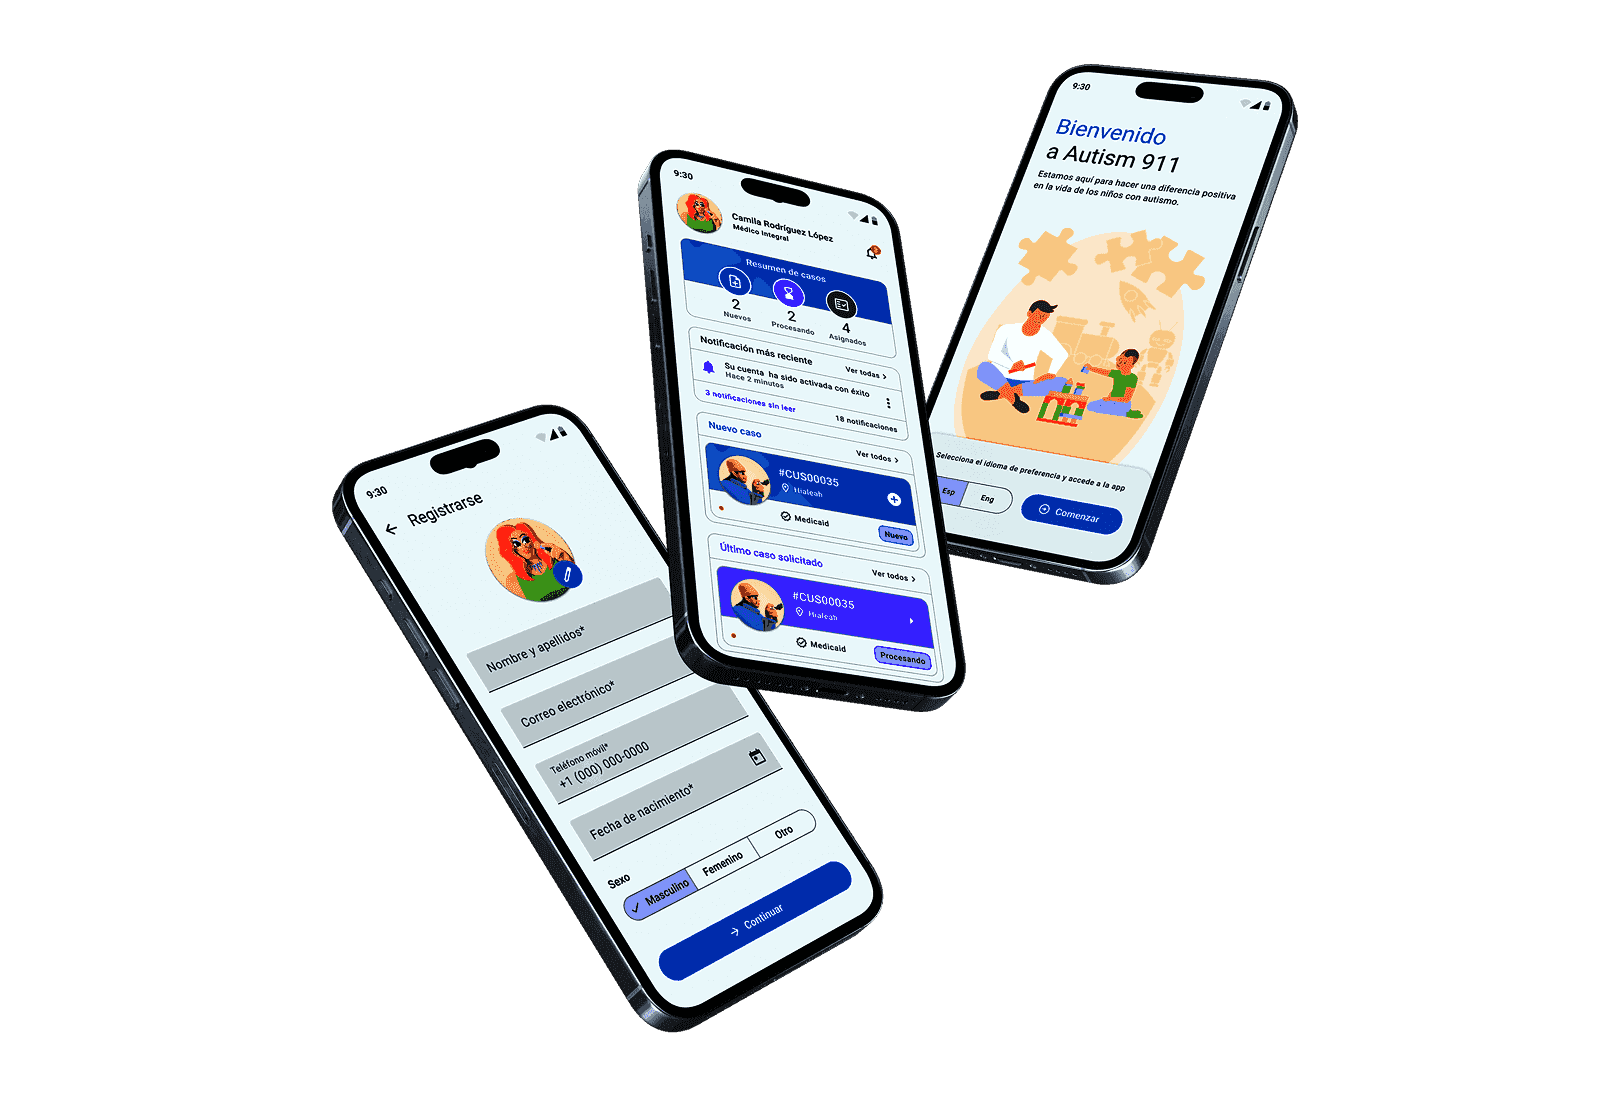 9:30
Registrarse
Nombre y apellidos*
Correo electrónico*
Teléfono móvil*
+1 (000) 000-0000
Fecha de nacimiento*
Sexo
Masculino
Femenino
Otro
Continuar
9:30
Camila Rodríguez López
Médico Integral
Resumen de casos
2
Nuevos
2
Procesando
4
Asignados
Notificación más reciente
Ver todas
Su cuenta ha sido activada con éxito
Hace 2 minutos
3 notificaciones sin leer
18 notificaciones
Nuevo caso
Ver todos
#CUS00035
Hialeah
Medicaid
Nuevo
Último caso solicitado
Ver todos
#CUS00035
Hialeah
Medicaid
Procesando
9:30
Bienvenido
a Autism 911
Estamos aquí para hacer una diferencia positiva
en la vida de los niños con autismo.
Selecciona el idioma de preferencia y accede a la app
Esp
Eng
Comenzar